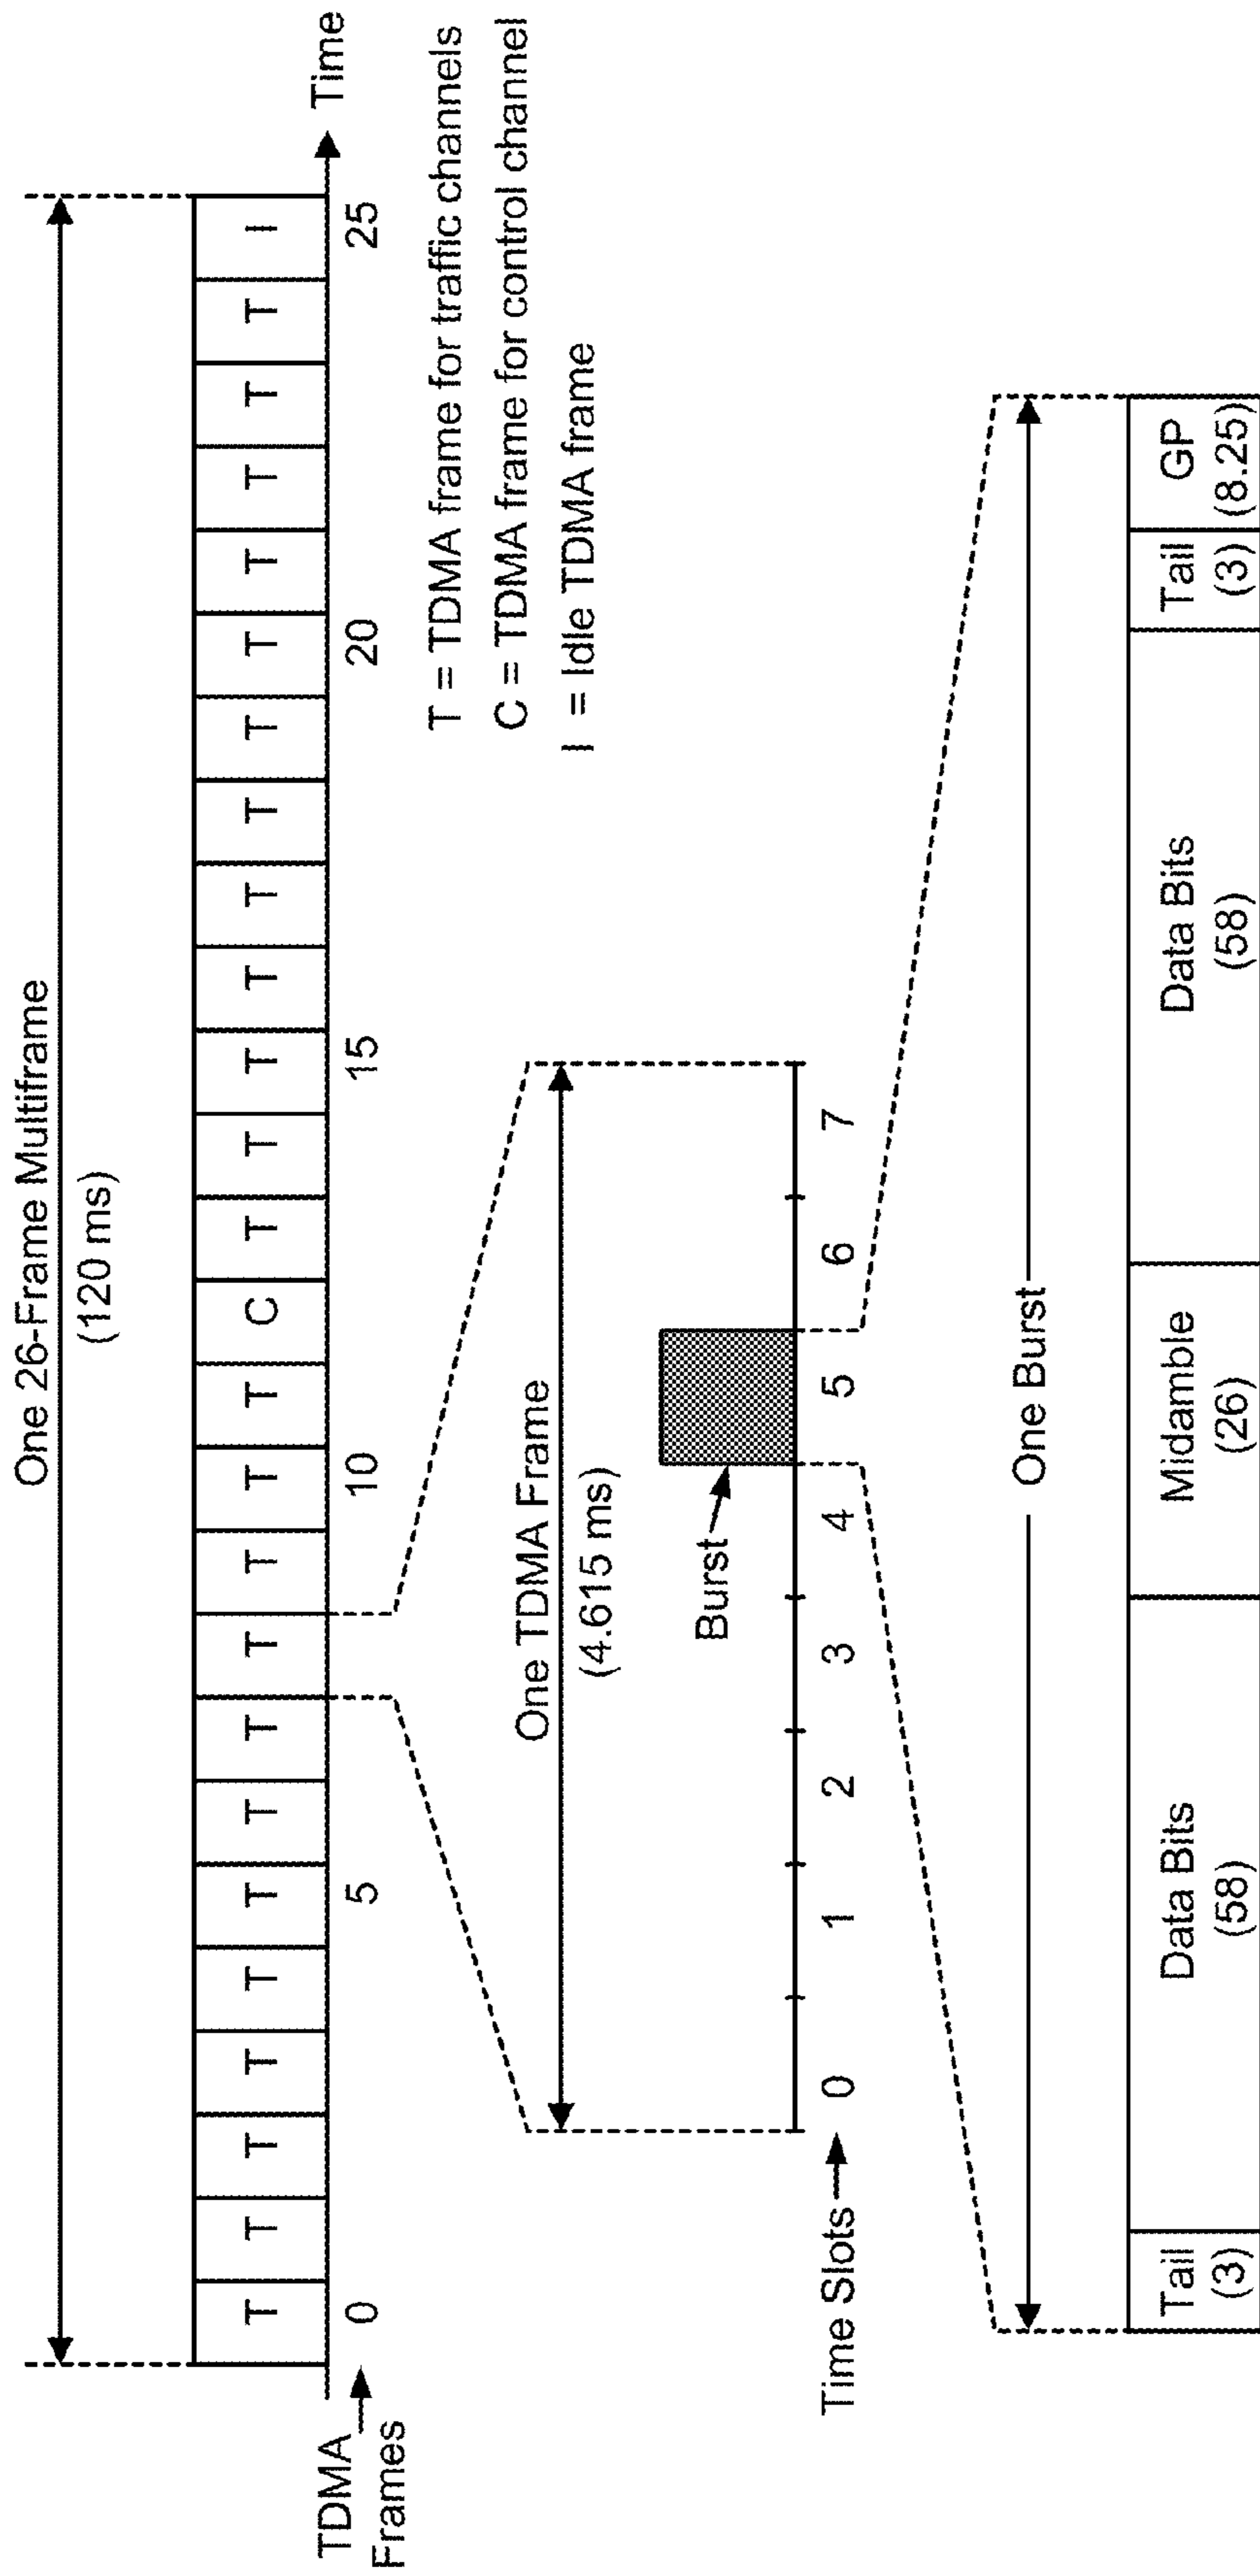 One 26-Frame Multiframe
(120 ms)
T T T T T T T T T T T T C T T T T T T T T T T T T I
TDMA Frames
0 5 10 15 20 25 Time
T = TDMA frame for traffic channels
C = TDMA frame for control channel
I = Idle TDMA frame
One TDMA Frame
(4.615 ms)
Burst
Time Slots
0 1 2 3 4 5 6 7
One Burst
Tail (3)
Data Bits (58)
Midamble (26)
Data Bits (58)
Tail (3)
GP (8.25)